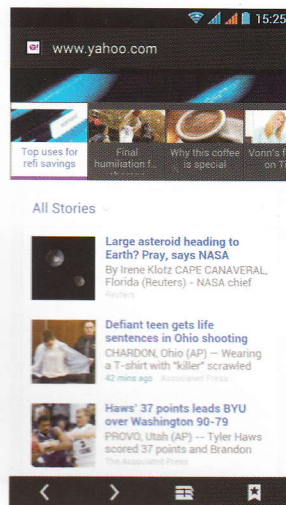 15:25
www.yahoo.com
Top uses for
refi savings
Final
humiliation f...
Why this coffee
is special
Vonn's f
on T
All Stories
Large asteroid heading to
Earth? Pray, says NASA
By Irene Klotz CAPE CANAVERAL,
Florida (Reuters) - NASA chief
Reuters
Defiant teen gets life
sentences in Ohio shooting
CHARDON, Ohio (AP) — Wearing
a T-shirt with "killer" scrawled
42 mins ago Associated Press
Haws' 37 points leads BYU
over Washington 90-79
PROVO, Utah (AP) -- Tyler Haws
scored 37 points and Brandon
The Associated Press